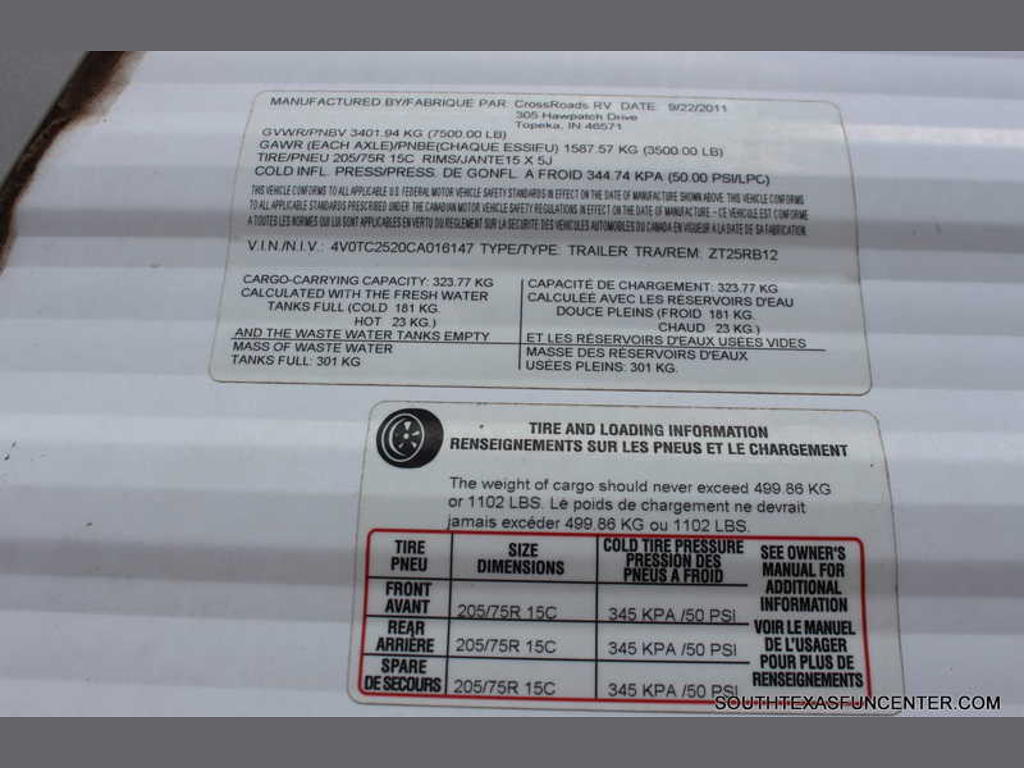 MANUFACTURED BY/FABRIQUE PAR CrossRoads RV DATE 9/22/2011
305 Hawpatch Drive
Topeka, IN 46571
GVWR/PNBV 3401.94 KG (7500.00 LB)
GAWR (EACH AXLE)/PNBE(CHAQUE ESSIFU) 1587.57 KG (3500.00 LB)
TIRE/PNEU 205/75R 15C RIMS/JANTE15 X 5J
COLD INFL. PRESS/PRESS. DE GONFL. A FROID 344.74 KPA (50.00 PSI/LPC)
THIS VEHICLE CONFORMS TO ALL APPLICABLE U.S. FEDERAL MOTOR VEHICLE SAFETY STANDARDS IN EFFECT ON THE DATE OF MANUFACTURE SHOWN ABOVE. THIS VEHICLE CONFORMS
TO ALL APPLICABLE STANDARDS PRESCRIBED UNDER THE CANADIAN MOTOR VEHICLE SAFETY REGULATIONS IN EFFECT ON THE DATE OF MANUFACTURE - CE VEHICULE EST CONFORME
A TOUTES LES NORMES QUI LUI SONT APPLICABLES EN VERTU DU REGLEMENT SUR LA SECURITE DES VEHICULES AUTOMOBILES DU CANADA EN VIGUEUR A LA DATE DE SA FABRICATION.
V.I.N./N.I.V.: 4V0TC2520CA016147 TYPE/TYPE: TRAILER TRA/REM: ZT25RB12
CARGO-CARRYING CAPACITY: 323.77 KG
CALCULATED WITH THE FRESH WATER
TANKS FULL (COLD 181 KG.
HOT 23 KG.)
AND THE WASTE WATER TANKS EMPTY
MASS OF WASTE WATER
TANKS FULL: 301 KG
CAPACITÉ DE CHARGEMENT: 323.77 KG
CALCULÉE AVEC LES RÉSERVOIRS D'EAU
DOUCE PLEINS (FROID 181 KG.
CHAUD 23 KG.)
ET LES RÉSERVOIRS D'EAUX USÉES VIDES
MASSE DES RÉSERVOIRS D'EAUX
USÉES PLEINS: 301 KG.
TIRE AND LOADING INFORMATION
RENSEIGNEMENTS SUR LES PNEUS ET LE CHARGEMENT
The weight of cargo should never exceed 499.86 KG
or 1102 LBS. Le poids de chargement ne devrait
jamais excéder 499.86 KG ou 1102 LBS.
TIRE
PNEU
SIZE
DIMENSIONS
COLD TIRE PRESSURE
PRESSION DES
PNEUS A FROID
FRONT
AVANT
205/75R 15C
345 KPA /50 PSI
REAR
ARRIÈRE
205/75R 15C
345 KPA /50 PSI
SPARE
DE SECOURS
205/75R 15C
345 KPA /50 PSI
SEE OWNER'S
MANUAL FOR
ADDITIONAL
INFORMATION
VOIR LE MANUEL
DE L'USAGER
POUR PLUS DE
RENSEIGNEMENTS
SOUTHTEXASFUNCENTER.COM